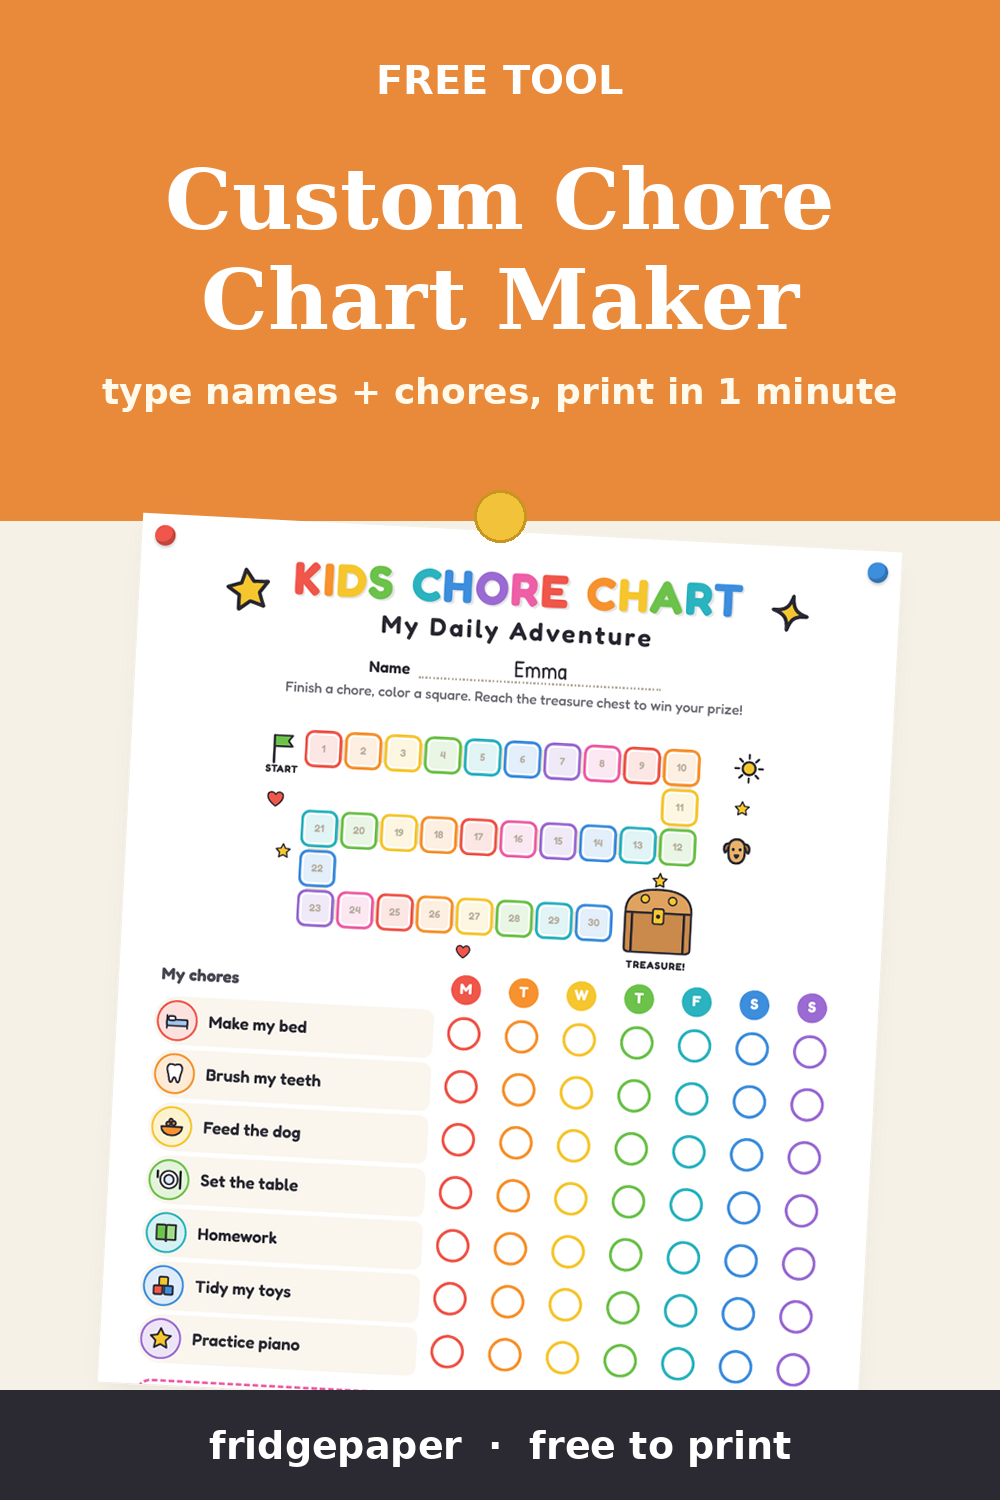 FREE TOOL
Custom Chore
Chart Maker
type names + chores, print in 1 minute
KIDS CHORE CHART
My Daily Adventure
Name Emma
Finish a chore, color a square. Reach the treasure chest to win your prize!
START 1 2 3 4 5 6 7 8 9 10
11
21 20 19 18 17 16 15 14 13 12
22
23 24 25 26 27 28 29 30
TREASURE!
My chores M T W T F S S
Make my bed
Brush my teeth
Feed the dog
Set the table
Homework
Tidy my toys
Practice piano
fridgepaper · free to print